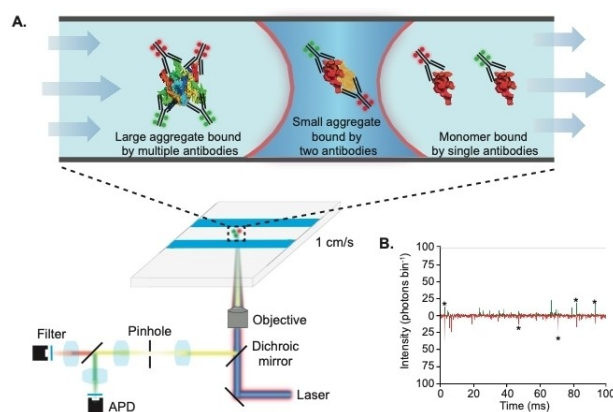 A.
Large aggregate bound
by multiple antibodies
Small aggregate
bound by
two antibodies
Monomer bound
by single antibodies
1 cm/s
Objective
Pinhole
Dichroic
mirror
Filter
APD
Laser
B.
Intensity (photons bin⁻¹)
100
75
50
25
0
25
50
75
100
0 20 40 60 80 100
Time (ms)